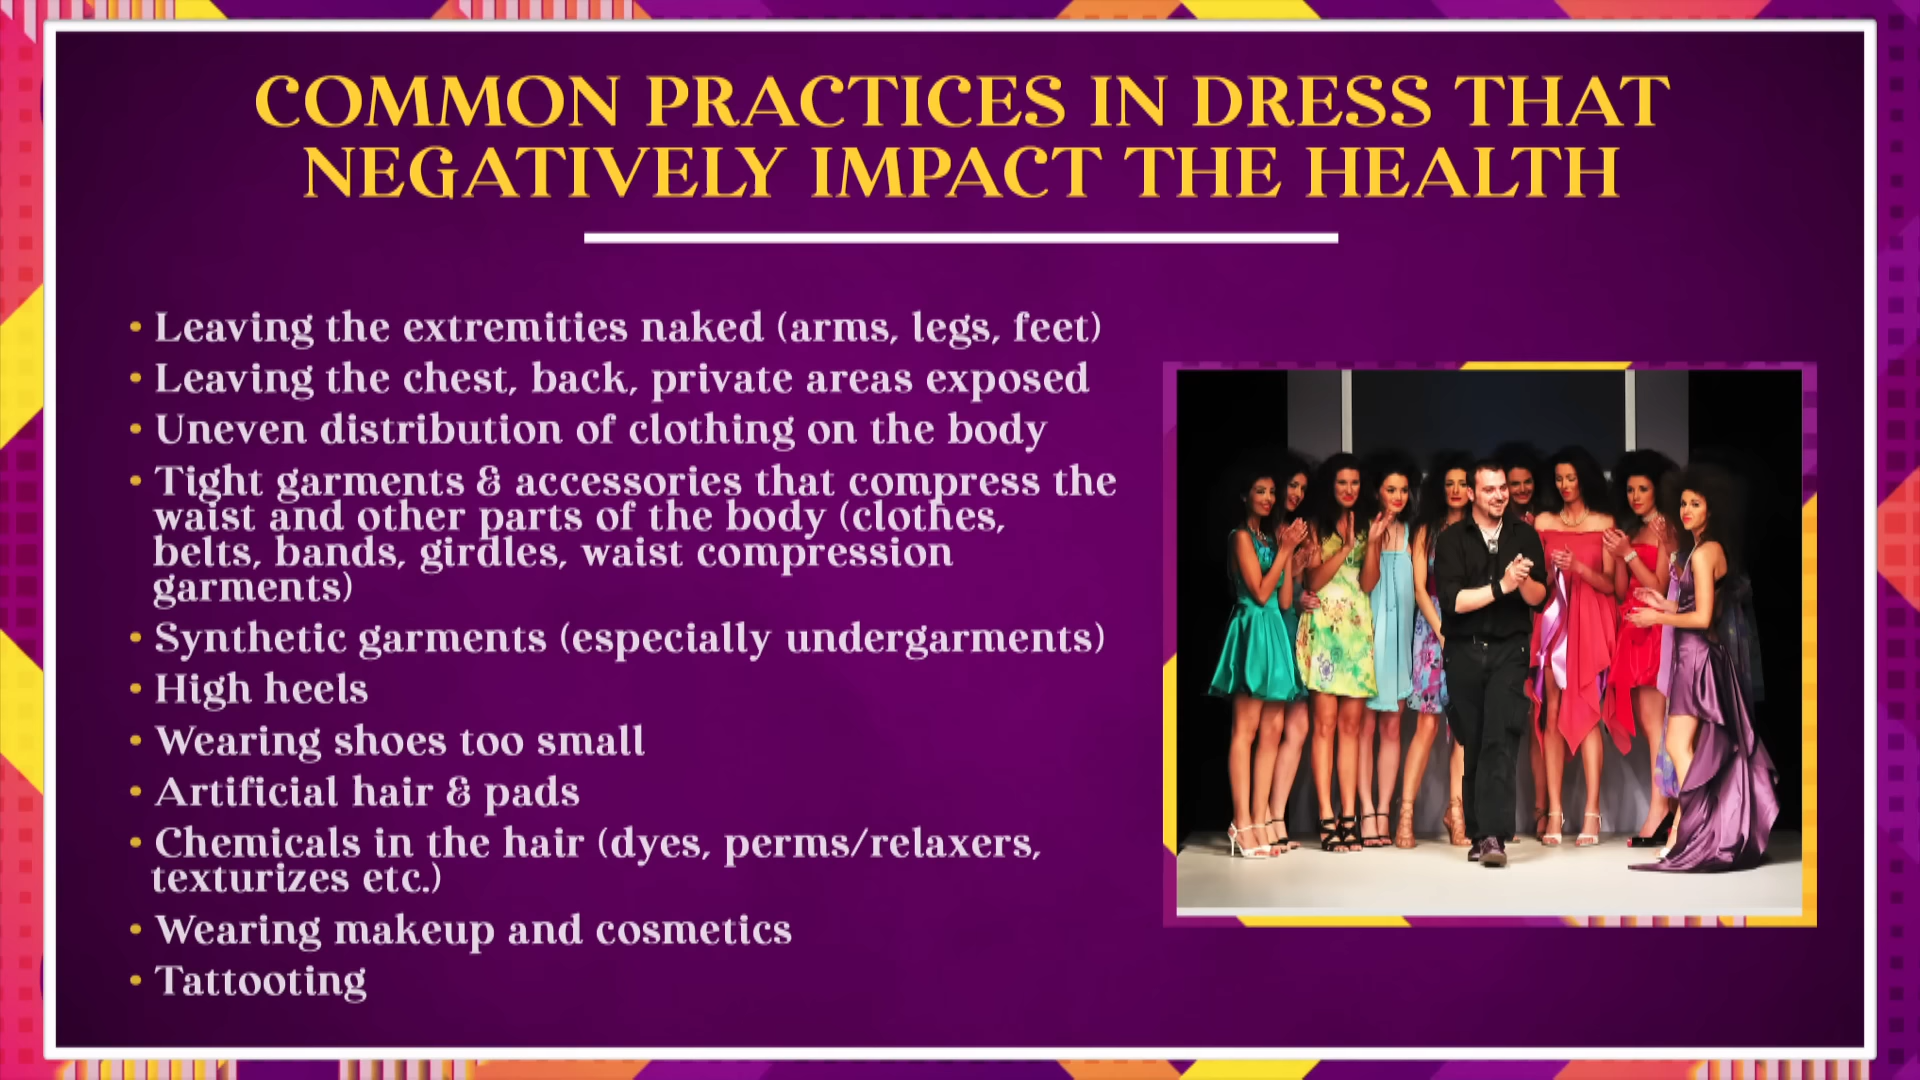 COMMON PRACTICES IN DRESS THAT
NEGATIVELY IMPACT THE HEALTH
• Leaving the extremities naked (arms, legs, feet)
• Leaving the chest, back, private areas exposed
• Uneven distribution of clothing on the body
• Tight garments & accessories that compress the
waist and other parts of the body (clothes,
belts, bands, girdles, waist compression
garments)
• Synthetic garments (especially undergarments)
• High heels
• Wearing shoes too small
• Artificial hair & pads
• Chemicals in the hair (dyes, perms/relaxers,
texturizes etc.)
• Wearing makeup and cosmetics
• Tattooting